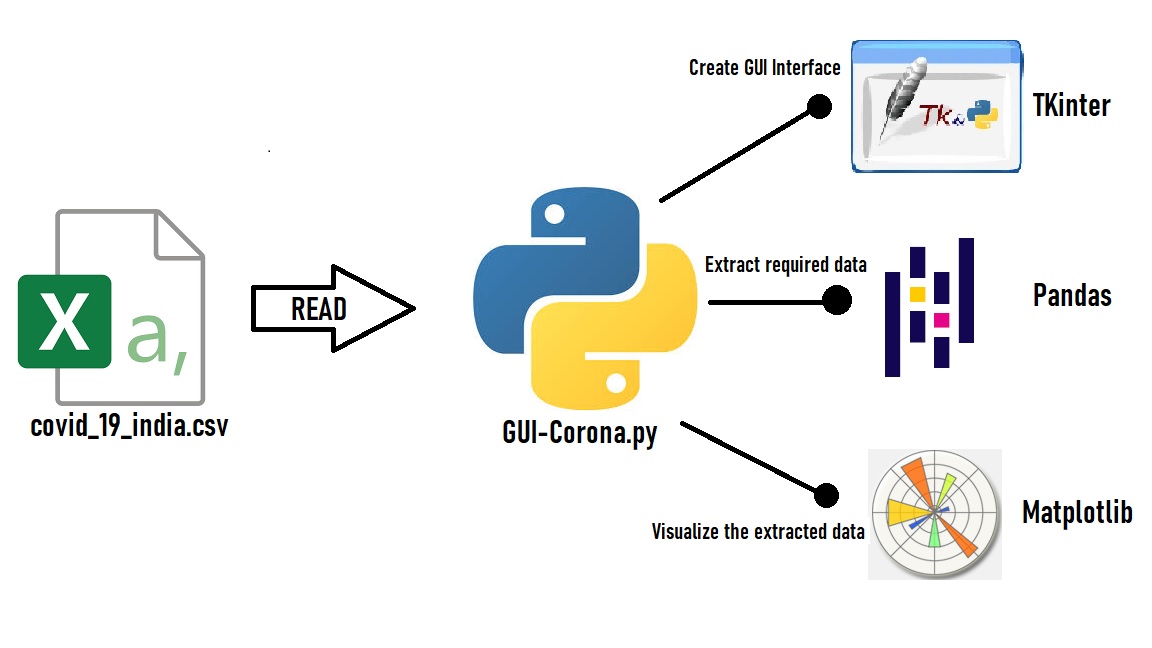 Create GUI Interface
Tk
TKinter
READ
Extract required data
Pandas
X
a,
covid_19_india.csv
GUI-Corona.py
Visualize the extracted data
Matplotlib